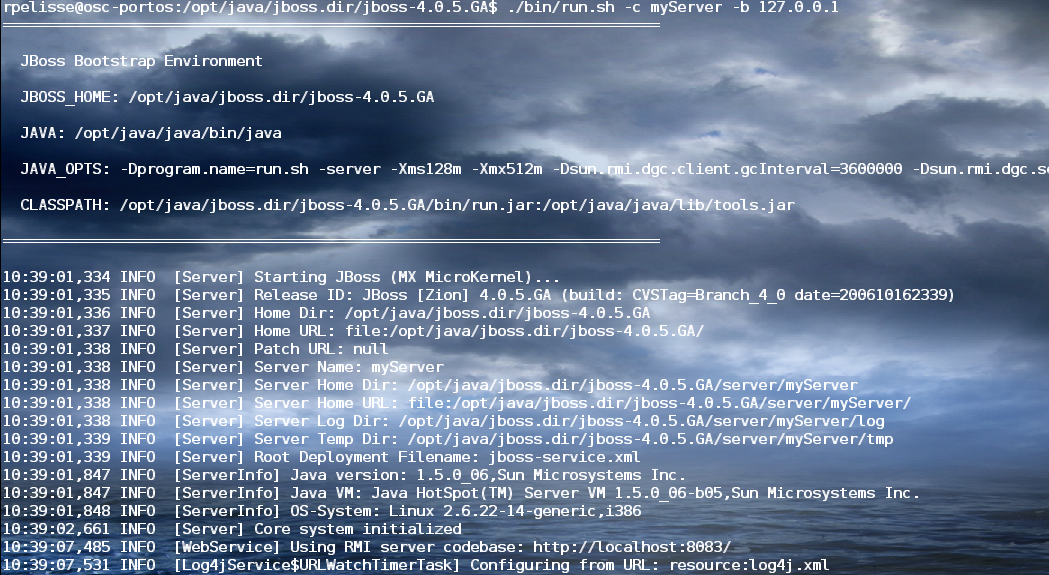 rpelisse@osc-portos:/opt/java/jboss.dir/jboss-4.0.5.GA$ ./bin/run.sh -c myServer -b 127.0.0.1
=========================================================================
JBoss Bootstrap Environment
JBOSS_HOME: /opt/java/jboss.dir/jboss-4.0.5.GA
JAVA: /opt/java/java/bin/java
JAVA_OPTS: -Dprogram.name=run.sh -server -Xms128m -Xmx512m -Dsun.rmi.dgc.client.gcInterval=3600000 -Dsun.rmi.dgc.se
CLASSPATH: /opt/java/jboss.dir/jboss-4.0.5.GA/bin/run.jar:/opt/java/java/lib/tools.jar
=========================================================================
10:39:01,334 INFO  [Server] Starting JBoss (MX MicroKernel)...
10:39:01,335 INFO  [Server] Release ID: JBoss [Zion] 4.0.5.GA (build: CVSTag=Branch_4_0 date=200610162339)
10:39:01,336 INFO  [Server] Home Dir: /opt/java/jboss.dir/jboss-4.0.5.GA
10:39:01,337 INFO  [Server] Home URL: file:/opt/java/jboss.dir/jboss-4.0.5.GA/
10:39:01,338 INFO  [Server] Patch URL: null
10:39:01,338 INFO  [Server] Server Name: myServer
10:39:01,338 INFO  [Server] Server Home Dir: /opt/java/jboss.dir/jboss-4.0.5.GA/server/myServer
10:39:01,338 INFO  [Server] Server Home URL: file:/opt/java/jboss.dir/jboss-4.0.5.GA/server/myServer/
10:39:01,338 INFO  [Server] Server Log Dir: /opt/java/jboss.dir/jboss-4.0.5.GA/server/myServer/log
10:39:01,339 INFO  [Server] Server Temp Dir: /opt/java/jboss.dir/jboss-4.0.5.GA/server/myServer/tmp
10:39:01,339 INFO  [Server] Root Deployment Filename: jboss-service.xml
10:39:01,847 INFO  [ServerInfo] Java version: 1.5.0_06,Sun Microsystems Inc.
10:39:01,847 INFO  [ServerInfo] Java VM: Java HotSpot(TM) Server VM 1.5.0_06-b05,Sun Microsystems Inc.
10:39:01,848 INFO  [ServerInfo] OS-System: Linux 2.6.22-14-generic,i386
10:39:02,661 INFO  [Server] Core system initialized
10:39:07,485 INFO  [WebService] Using RMI server codebase: http://localhost:8083/
10:39:07,531 INFO  [Log4jService$URLWatchTimerTask] Configuring from URL: resource:log4j.xml